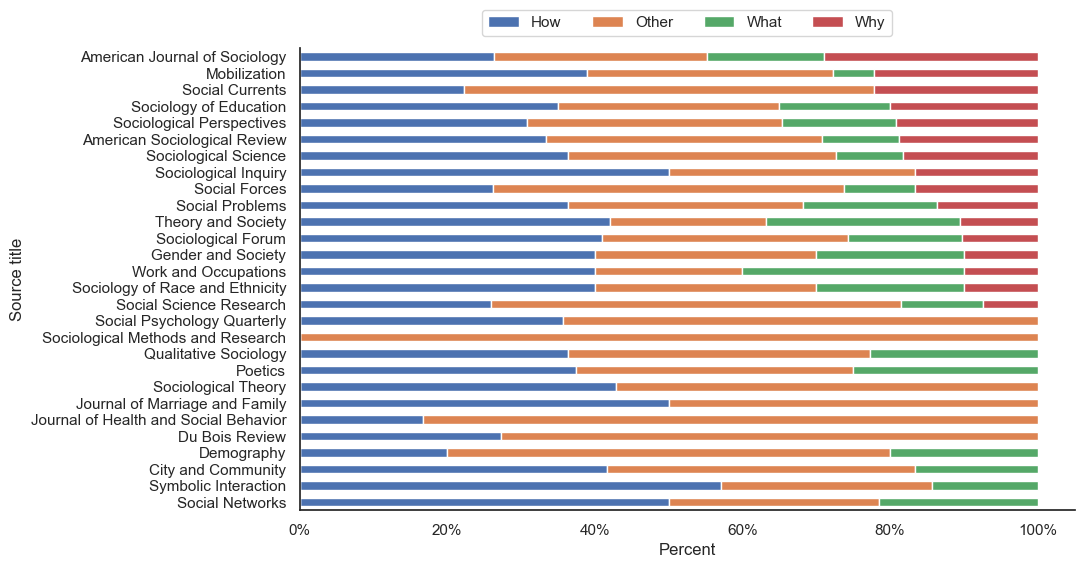 How Other What Why
American Journal of Sociology
Mobilization
Social Currents
Sociology of Education
Sociological Perspectives
American Sociological Review
Sociological Science
Sociological Inquiry
Social Forces
Social Problems
Theory and Society
Sociological Forum
Gender and Society
Work and Occupations
Sociology of Race and Ethnicity
Social Science Research
Social Psychology Quarterly
Sociological Methods and Research
Qualitative Sociology
Poetics
Sociological Theory
Journal of Marriage and Family
Journal of Health and Social Behavior
Du Bois Review
Demography
City and Community
Symbolic Interaction
Social Networks
Source title
0% 20% 40% 60% 80% 100%
Percent